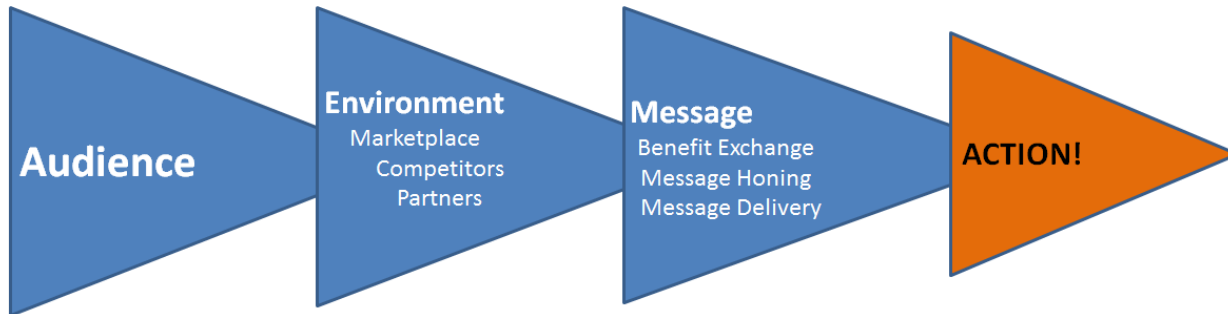 Audience
Environment
Marketplace
Competitors
Partners
Message
Benefit Exchange
Message Honing
Message Delivery
ACTION!